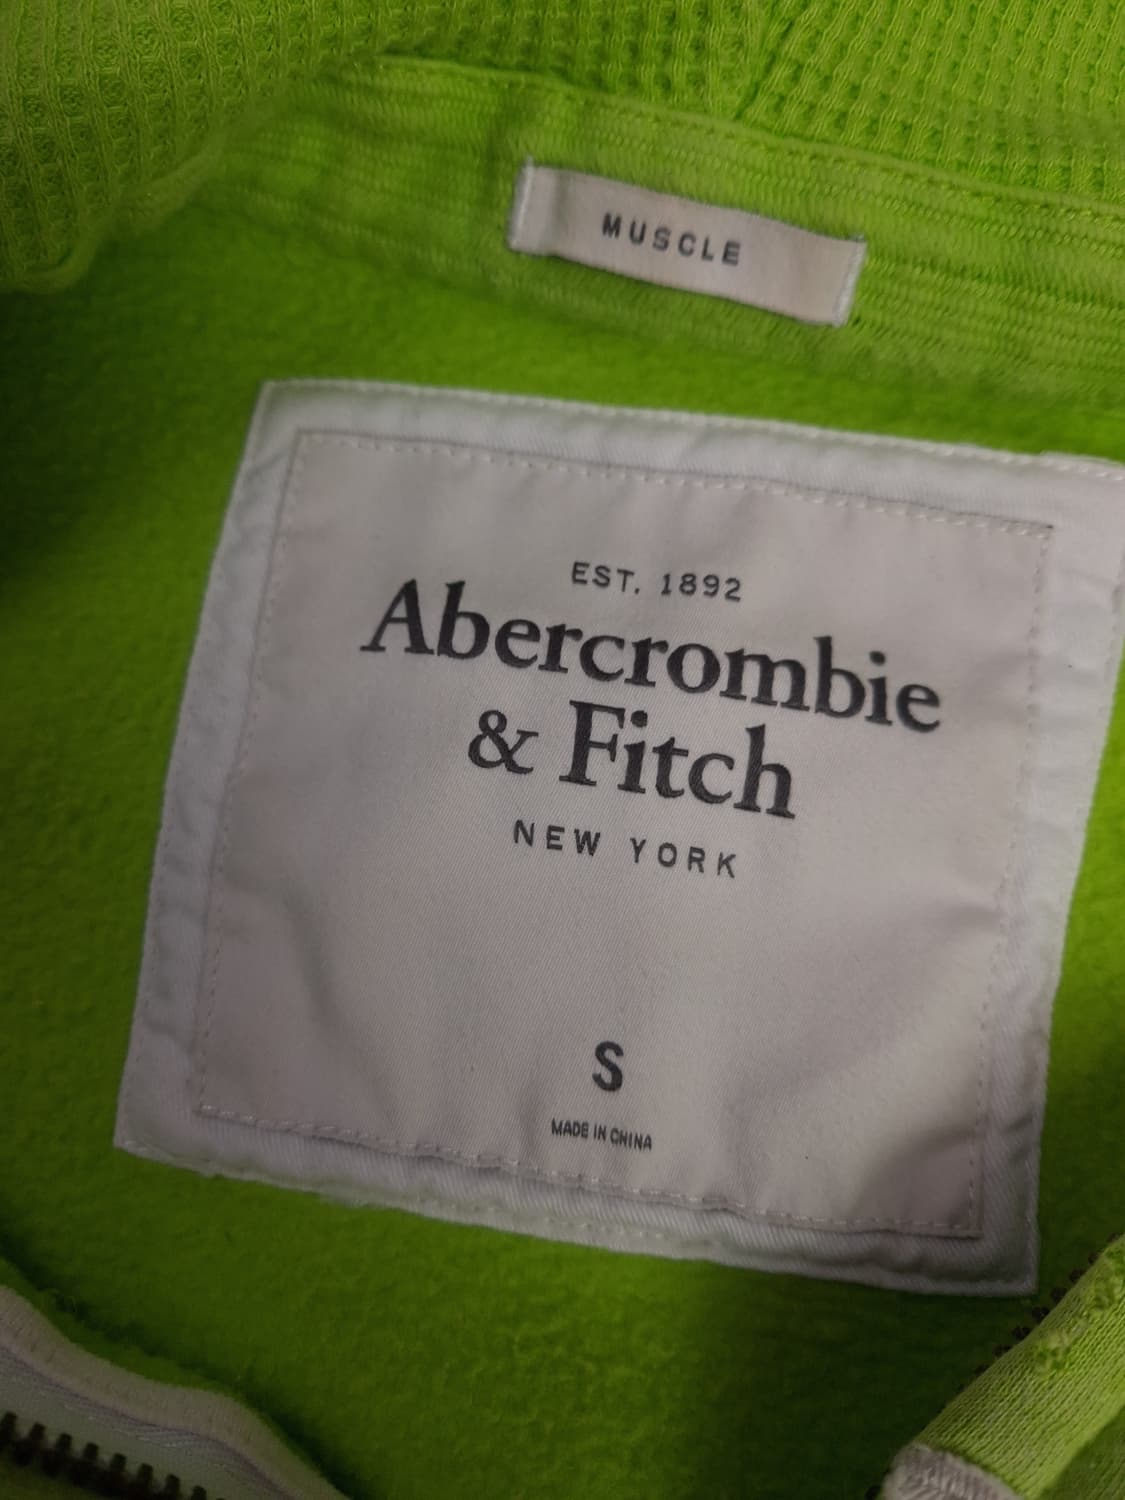 MUSCLE
EST. 1892
Abercrombie
& Fitch
NEW YORK
S
MADE IN CHINA